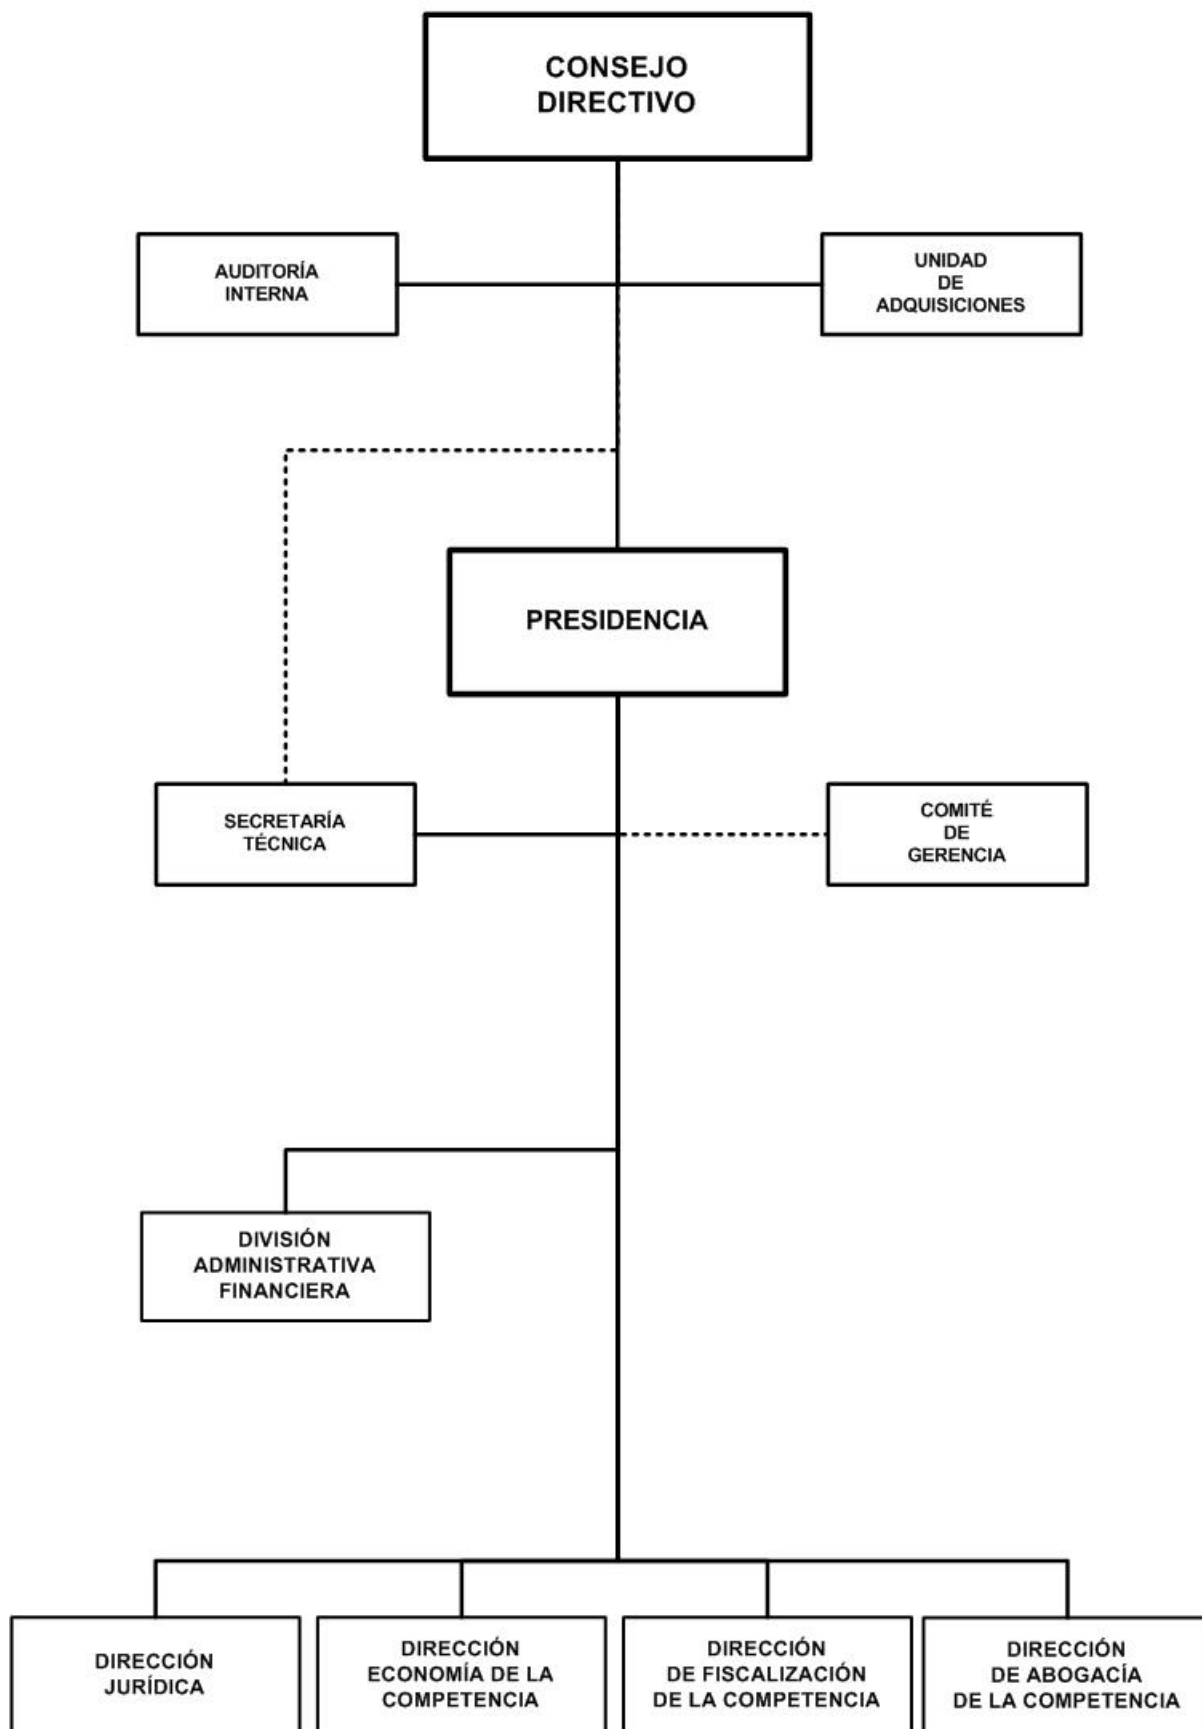 CONSEJO
DIRECTIVO
AUDITORÍA
INTERNA
UNIDAD
DE
ADQUISICIONES
PRESIDENCIA
SECRETARÍA
TÉCNICA
COMITÉ
DE
GERENCIA
DIVISIÓN
ADMINISTRATIVA
FINANCIERA
DIRECCIÓN
JURÍDICA
DIRECCIÓN
ECONOMÍA DE LA
COMPETENCIA
DIRECCIÓN
DE FISCALIZACIÓN
DE LA COMPETENCIA
DIRECCIÓN
DE ABOGACÍA
DE LA COMPETENCIA